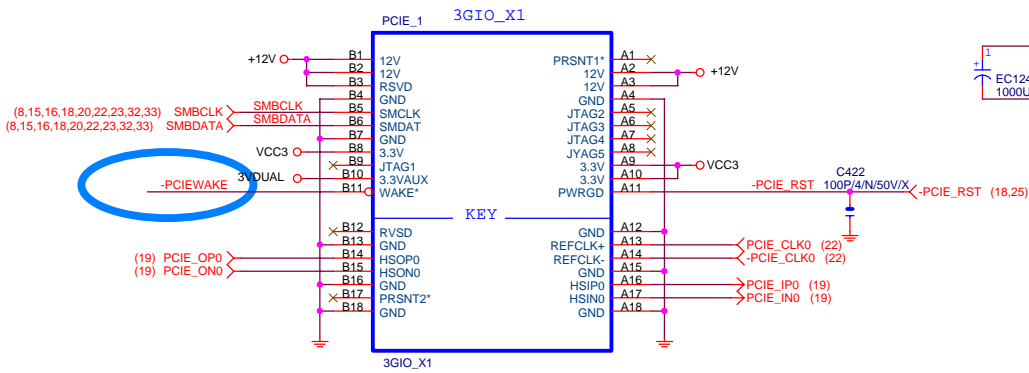 PCIE_1 3GIO_X1
+12V B1 12V PRSNT1* A1
B2 12V 12V A2 +12V
B3 RSVD 12V A3
B4 GND GND A4
(8,15,16,18,20,22,23,32,33) SMBCLK SMBCLK B5 SMCLK JTAG2 A5
(8,15,16,18,20,22,23,32,33) SMBDATA SMBDATA B6 SMDAT JTAG3 A6
B7 GND JTAG4 A7
VCC3 B8 3.3V JYAG5 A8
B9 JTAG1 3.3V A9 VCC3
3VDUAL B10 3.3VAUX 3.3V A10
-PCIEWAKE B11 WAKE* PWRGD A11 -PCIE_RST -PCIE_RST (18,25)
C422
100P/4/N/50V/X
KEY
B12 RVSD GND A12
B13 GND REFCLK+ A13 PCIE_CLK0 (22)
(19) PCIE_OP0 B14 HSOP0 REFCLK- A14 -PCIE_CLK0 (22)
(19) PCIE_ON0 B15 HSON0 GND A15
B16 GND HSIP0 A16 PCIE_IP0 (19)
B17 PRSNT2* HSIN0 A17 PCIE_IN0 (19)
B18 GND GND A18
3GIO_X1
1
+
EC124
1000U